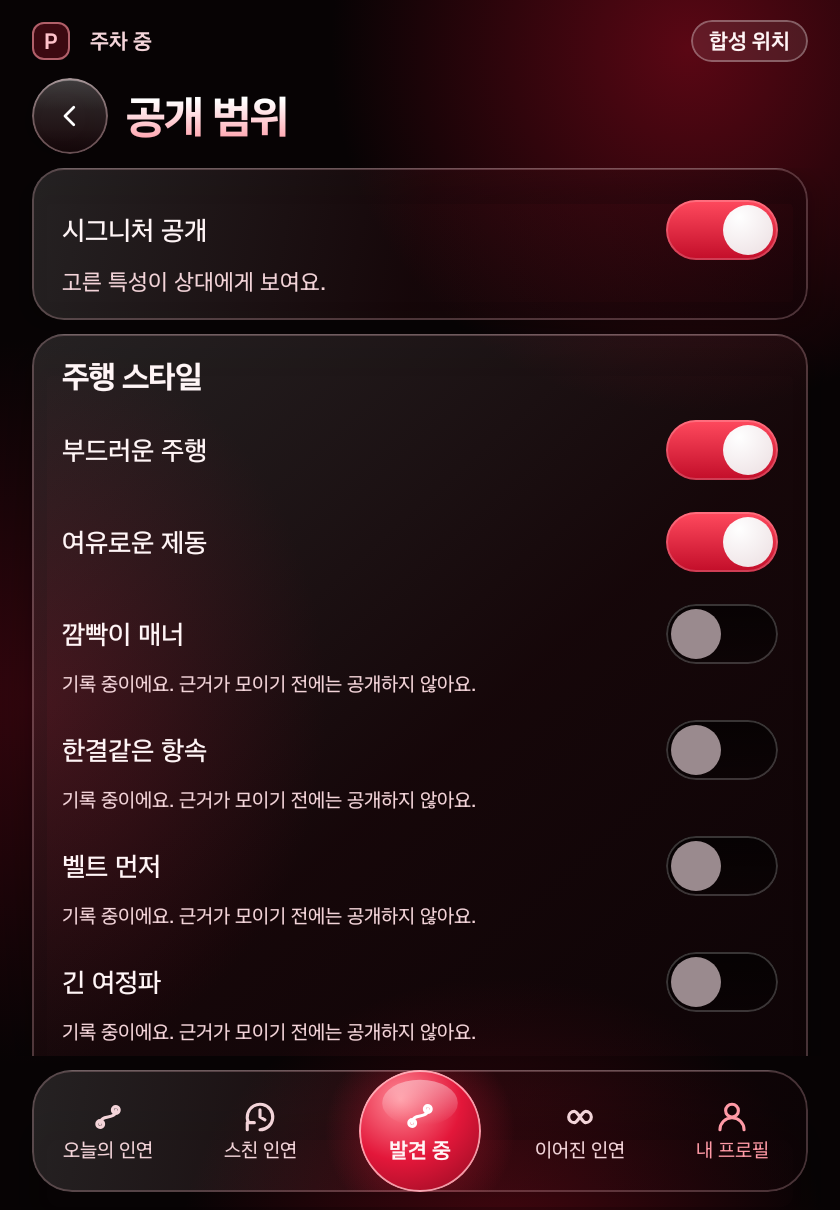 P 주차 중 합성 위치
공개 범위
시그니처 공개
고른 특성이 상대에게 보여요.
주행 스타일
부드러운 주행
여유로운 제동
깜빡이 매너
기록 중이에요. 근거가 모이기 전에는 공개하지 않아요.
한결같은 항속
기록 중이에요. 근거가 모이기 전에는 공개하지 않아요.
벨트 먼저
기록 중이에요. 근거가 모이기 전에는 공개하지 않아요.
긴 여정파
기록 중이에요. 근거가 모이기 전에는 공개하지 않아요.
오늘의 인연 스친 인연 발견 중 이어진 인연 내 프로필